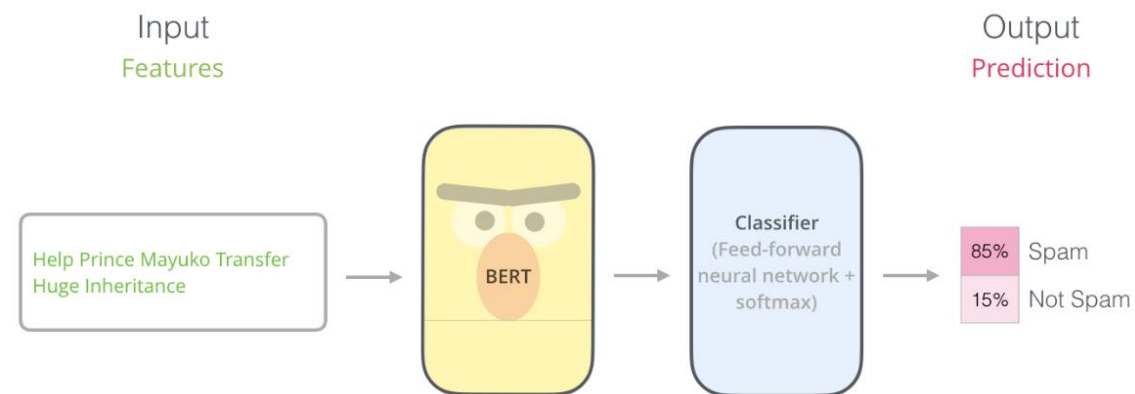 Input
Features
Output
Prediction
Help Prince Mayuko Transfer
Huge Inheritance
BERT
Classifier
(Feed-forward
neural network +
softmax)
85% Spam
15% Not Spam